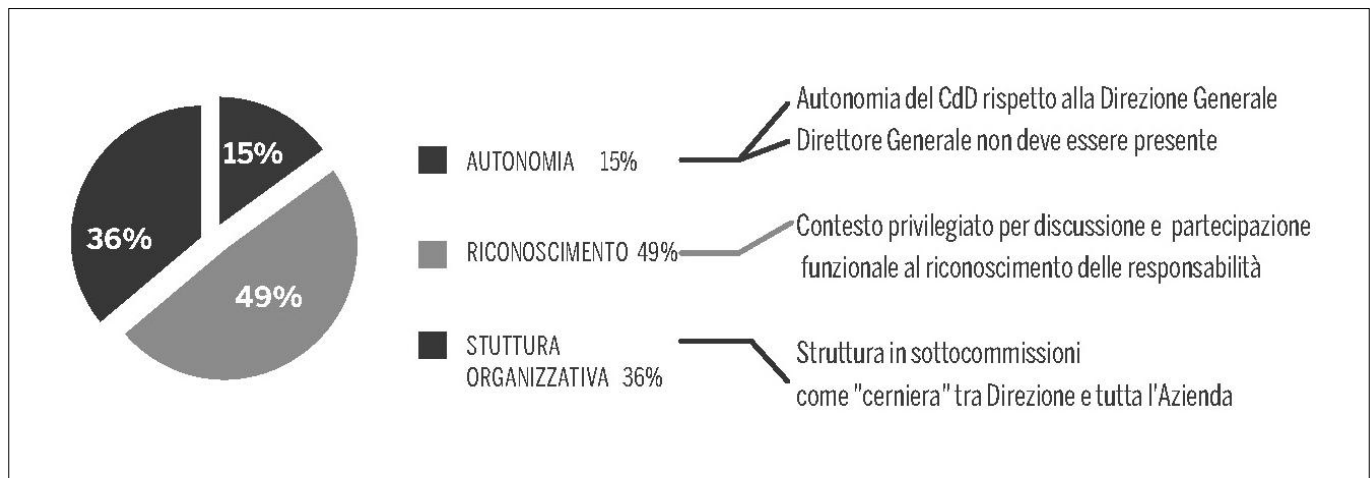 15%
36%
49%
AUTONOMIA 15%
Autonomia del CdD rispetto alla Direzione Generale
Direttore Generale non deve essere presente
RICONOSCIMENTO 49%
Contesto privilegiato per discussione e partecipazione
funzionale al riconoscimento delle responsabilità
STUTTURA
ORGANIZZATIVA 36%
Struttura in sottocommissioni
come "cerniera" tra Direzione e tutta l'Azienda